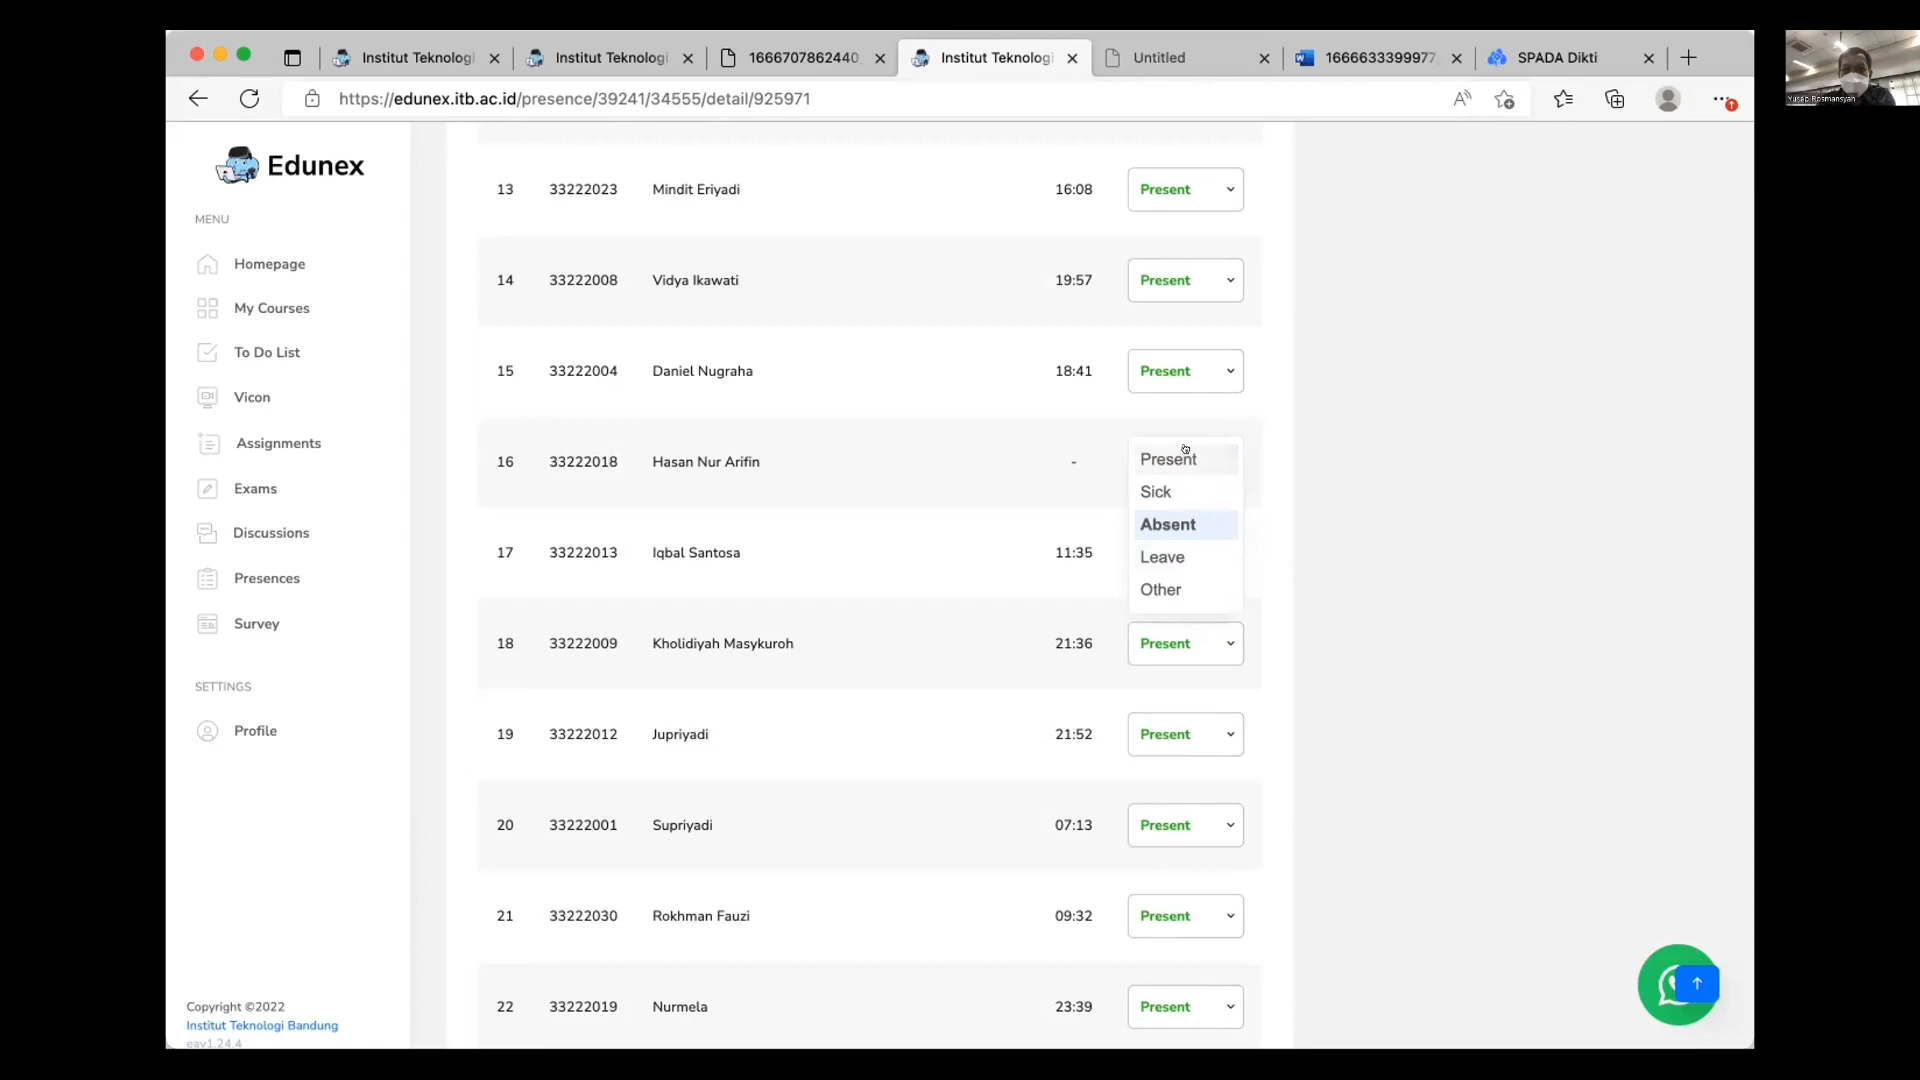 Institut Teknologi
Institut Teknologi
1666707862440
Institut Teknologi
Untitled
1666633399977
SPADA Dikti
https://edunex.itb.ac.id/presence/39241/34555/detail/925971
Yusep Rosmansyah
Edunex
MENU
Homepage
My Courses
To Do List
Vicon
Assignments
Exams
Discussions
Presences
Survey
SETTINGS
Profile
Copyright ©2022
Institut Teknologi Bandung
eav1.24.4
13 33222023 Mindit Eriyadi 16:08 Present
14 33222008 Vidya Ikawati 19:57 Present
15 33222004 Daniel Nugraha 18:41 Present
16 33222018 Hasan Nur Arifin -
Present
Sick
Absent
Leave
Other
17 33222013 Iqbal Santosa 11:35
18 33222009 Kholidiyah Masykuroh 21:36 Present
19 33222012 Jupriyadi 21:52 Present
20 33222001 Supriyadi 07:13 Present
21 33222030 Rokhman Fauzi 09:32 Present
22 33222019 Nurmela 23:39 Present